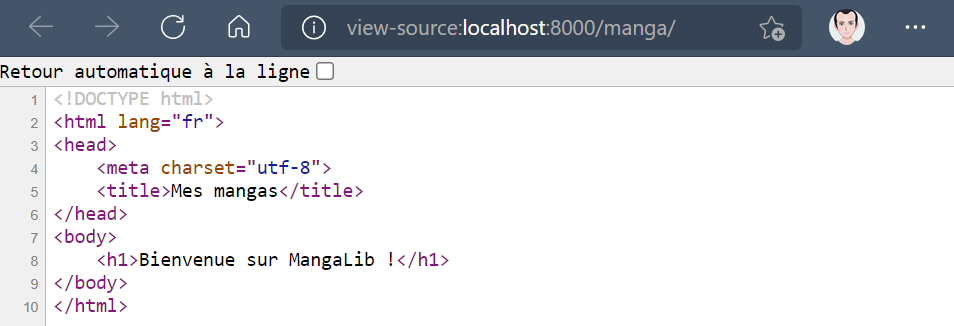 view-source:localhost:8000/manga/
Retour automatique à la ligne
1 <!DOCTYPE html>
2 <html lang="fr">
3 <head>
4     <meta charset="utf-8">
5     <title>Mes mangas</title>
6 </head>
7 <body>
8     <h1>Bienvenue sur MangaLib !</h1>
9 </body>
10 </html>